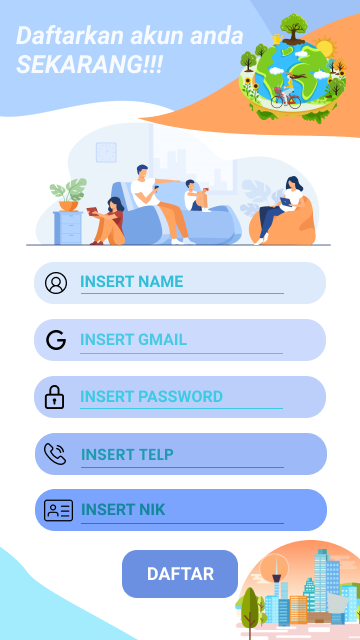 Daftarkan akun anda
SEKARANG!!!
INSERT NAME
INSERT GMAIL
INSERT PASSWORD
INSERT TELP
INSERT NIK
DAFTAR